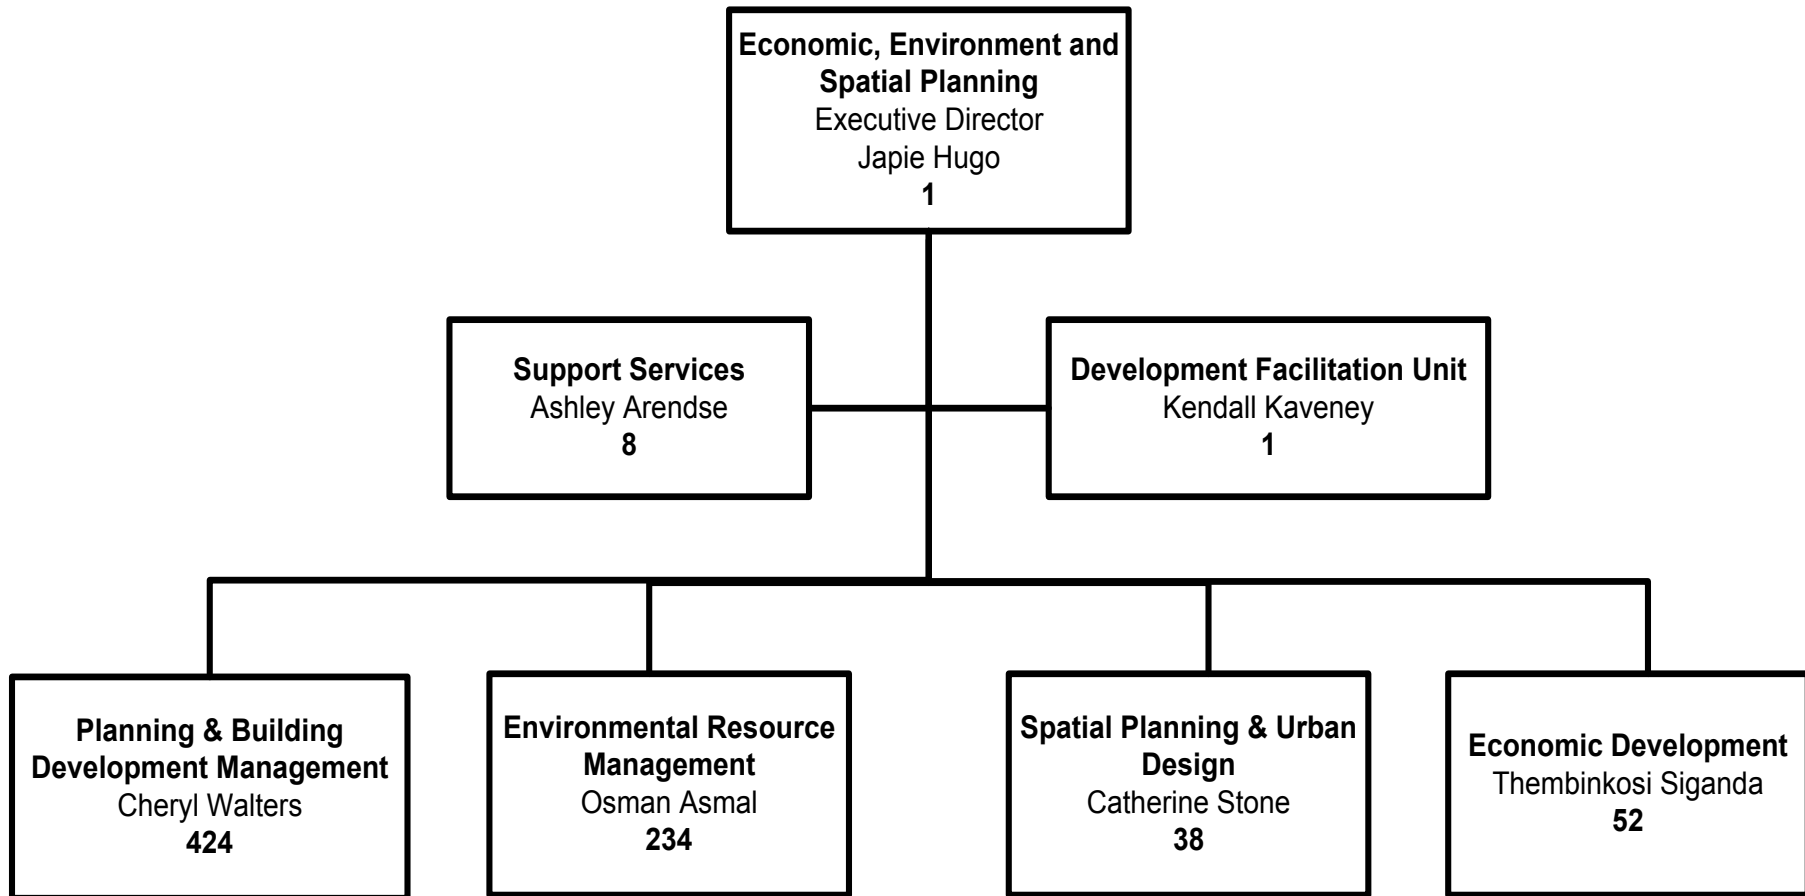 Economic, Environment and
Spatial Planning
Executive Director
Japie Hugo
1
Support Services
Ashley Arendse
8
Development Facilitation Unit
Kendall Kaveney
1
Planning & Building
Development Management
Cheryl Walters
424
Environmental Resource
Management
Osman Asmal
234
Spatial Planning & Urban
Design
Catherine Stone
38
Economic Development
Thembinkosi Siganda
52